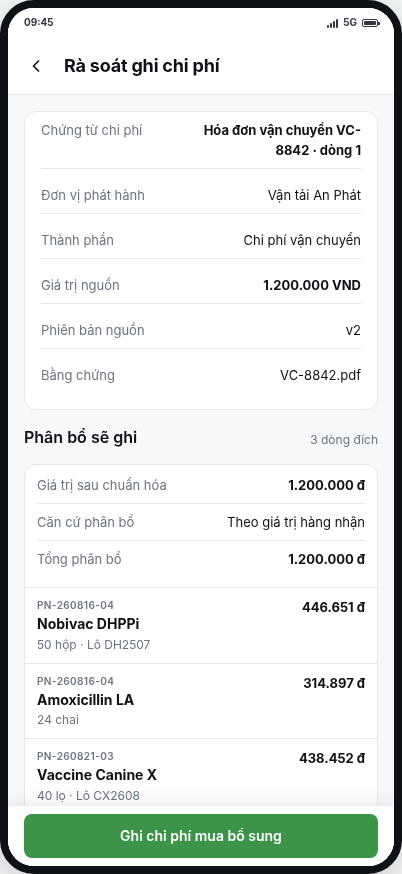 09:45
5G
Rà soát ghi chi phí
Chứng từ chi phí
Hóa đơn vận chuyển VC-
8842 · dòng 1
Đơn vị phát hành
Vận tải An Phát
Thành phần
Chi phí vận chuyển
Giá trị nguồn
1.200.000 VND
Phiên bản nguồn
v2
Bằng chứng
VC-8842.pdf
Phân bổ sẽ ghi
3 dòng đích
Giá trị sau chuẩn hóa
1.200.000 đ
Căn cứ phân bổ
Theo giá trị hàng nhận
Tổng phân bổ
1.200.000 đ
PN-260816-04
446.651 đ
Nobivac DHPPi
50 hộp · Lô DH2507
PN-260816-04
314.897 đ
Amoxicillin LA
24 chai
PN-260821-03
438.452 đ
Vaccine Canine X
40 lọ · Lô CX2608
Ghi chi phí mua bổ sung